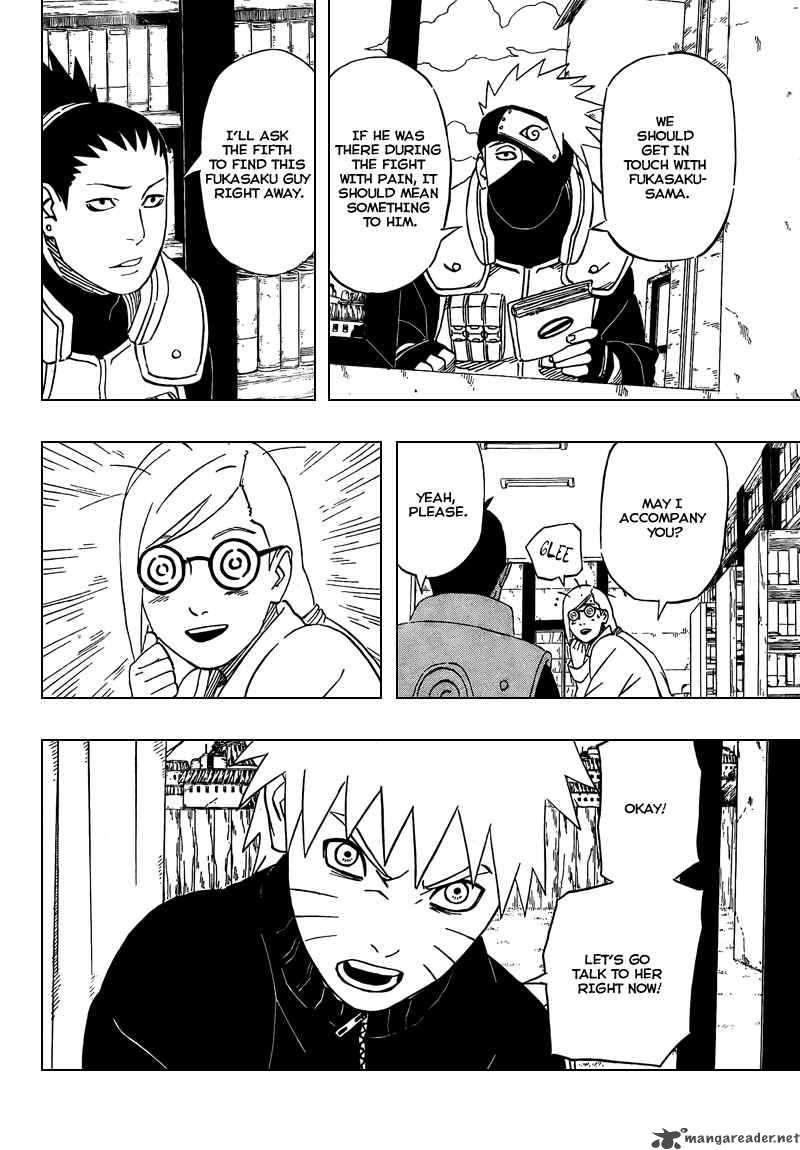 WE
SHOULD
GET IN
TOUCH WITH
FUKASAKU-
SAMA.
IF HE WAS
THERE DURING
THE FIGHT
WITH PAIN, IT
SHOULD MEAN
SOMETHING
TO HIM.
I'LL ASK
THE FIFTH
TO FIND THIS
FUKASAKU GUY
RIGHT AWAY.
MAY I
ACCOMPANY
YOU?
GLEE
YEAH,
PLEASE.
OKAY!
LET'S GO
TALK TO HER
RIGHT NOW!
mangareader.net